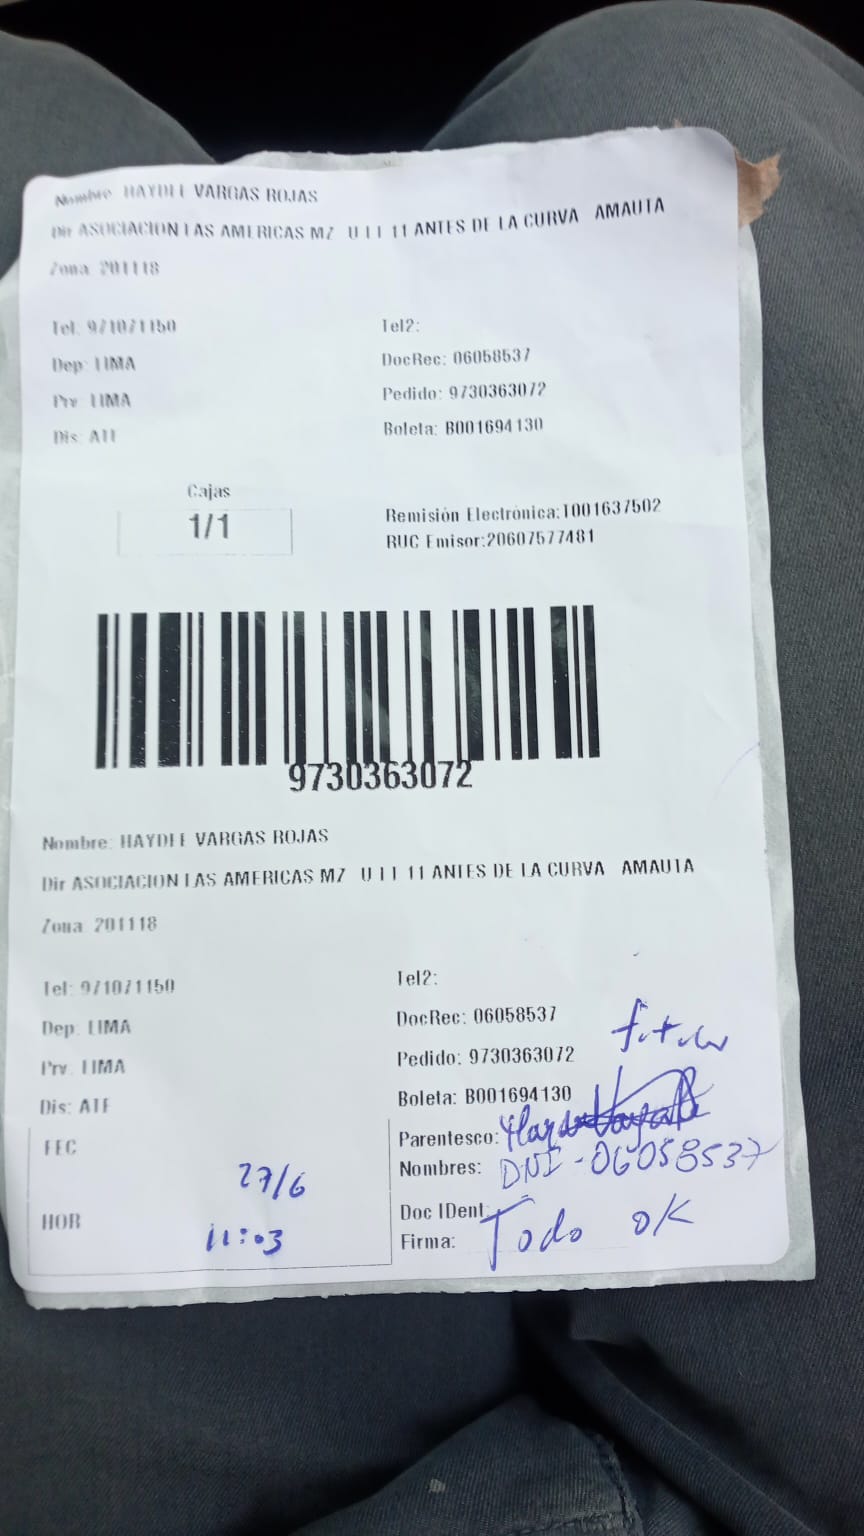 Nombre: HAYDEE VARGAS ROJAS
Dir ASOCIACION LAS AMERICAS MZ U LT 11 ANTES DE LA CURVA AMAUTA
Zona: 201118
Tel: 971071150
Tel2:
Dep: LIMA
DocRec: 06058537
Prv: LIMA
Pedido: 9730363072
Dis: ATE
Boleta: B001694130
Cajas
1/1
Remisión Electrónica:T001637502
RUC Emisor:20607577481
9730363072
Nombre: HAYDEE VARGAS ROJAS
Dir ASOCIACION LAS AMERICAS MZ U LT 11 ANTES DE LA CURVA AMAUTA
Zona: 201118
Tel: 971071150
Tel2:
Dep: LIMA
DocRec: 06058537
Prv: LIMA
Pedido: 9730363072
Dis: ATE
Boleta: B001694130
FEC 27/6
HOR 11:03
Parentesco:
Nombres: DNI - 06058537
Doc IDent:
Firma: Todo OK